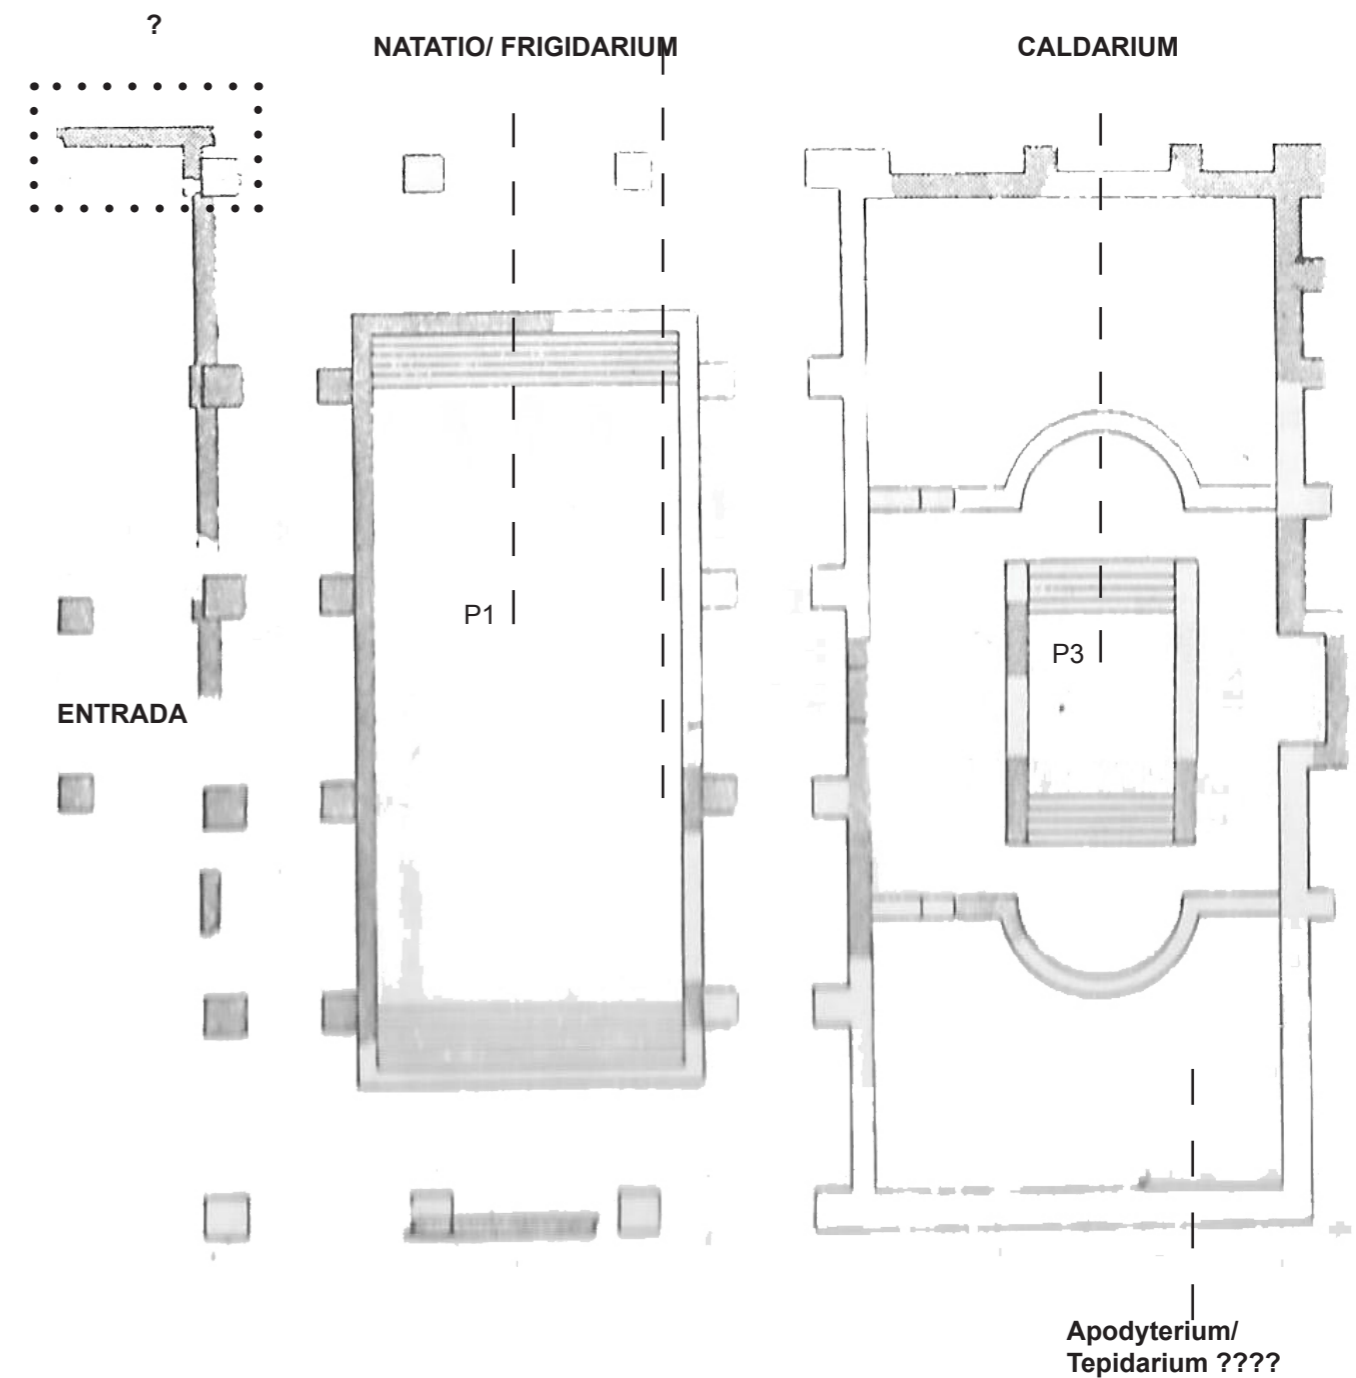 ?
NATATIO/ FRIGIDARIUM
CALDARIUM
P1
P3
ENTRADA
Apodyterium/
Tepidarium ????